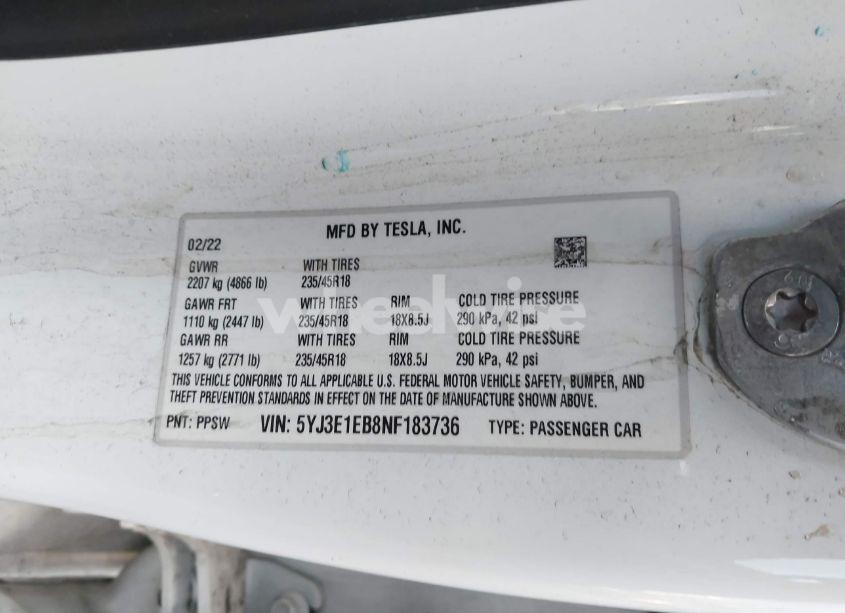 MFD BY TESLA, INC.
02/22
GVWR WITH TIRES
2207 kg (4866 lb) 235/45R18
GAWR FRT WITH TIRES RIM COLD TIRE PRESSURE
1110 kg (2447 lb) 235/45R18 18X8.5J 290 kPa, 42 psi
GAWR RR WITH TIRES RIM COLD TIRE PRESSURE
1257 kg (2771 lb) 235/45R18 18X8.5J 290 kPa, 42 psi
THIS VEHICLE CONFORMS TO ALL APPLICABLE U.S. FEDERAL MOTOR VEHICLE SAFETY, BUMPER, AND
THEFT PREVENTION STANDARDS IN EFFECT ON THE DATE OF MANUFACTURE SHOWN ABOVE.
PNT: PPSW VIN: 5YJ3E1EB8NF183736 TYPE: PASSENGER CAR